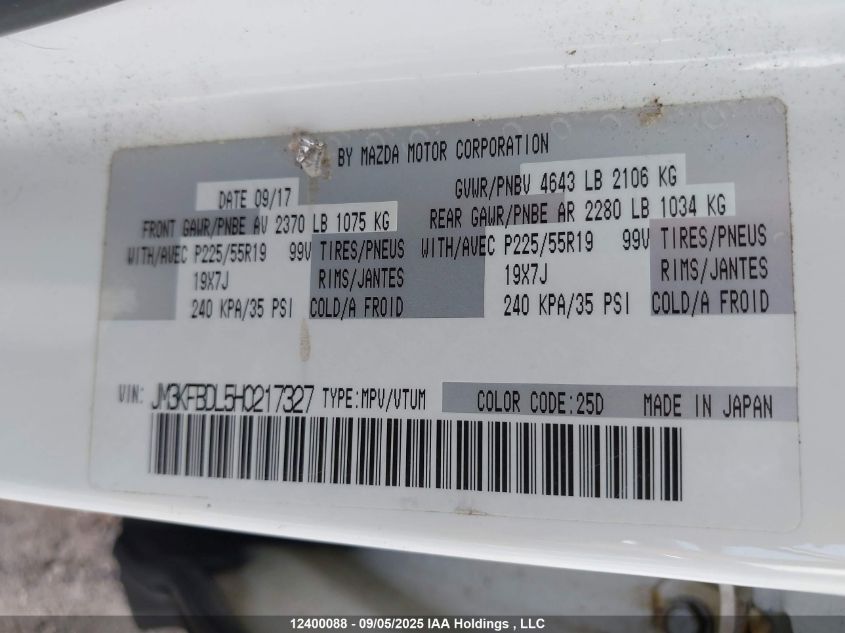 BY MAZDA MOTOR CORPORATION
DATE 09/17 GVWR/PNBV 4643 LB 2106 KG
FRONT GAWR/PNBE AV 2370 LB 1075 KG REAR GAWR/PNBE AR 2280 LB 1034 KG
WITH/AVEC P225/55R19 99V TIRES/PNEUS WITH/AVEC P225/55R19 99V TIRES/PNEUS
19X7J RIMS/JANTES 19X7J RIMS/JANTES
240 KPA/35 PSI COLD/A FROID 240 KPA/35 PSI COLD/A FROID
VIN: JM3KFBDL5H0217327 TYPE:MPV/VTUM COLOR CODE:25D MADE IN JAPAN
12400088 - 09/05/2025 IAA Holdings , LLC